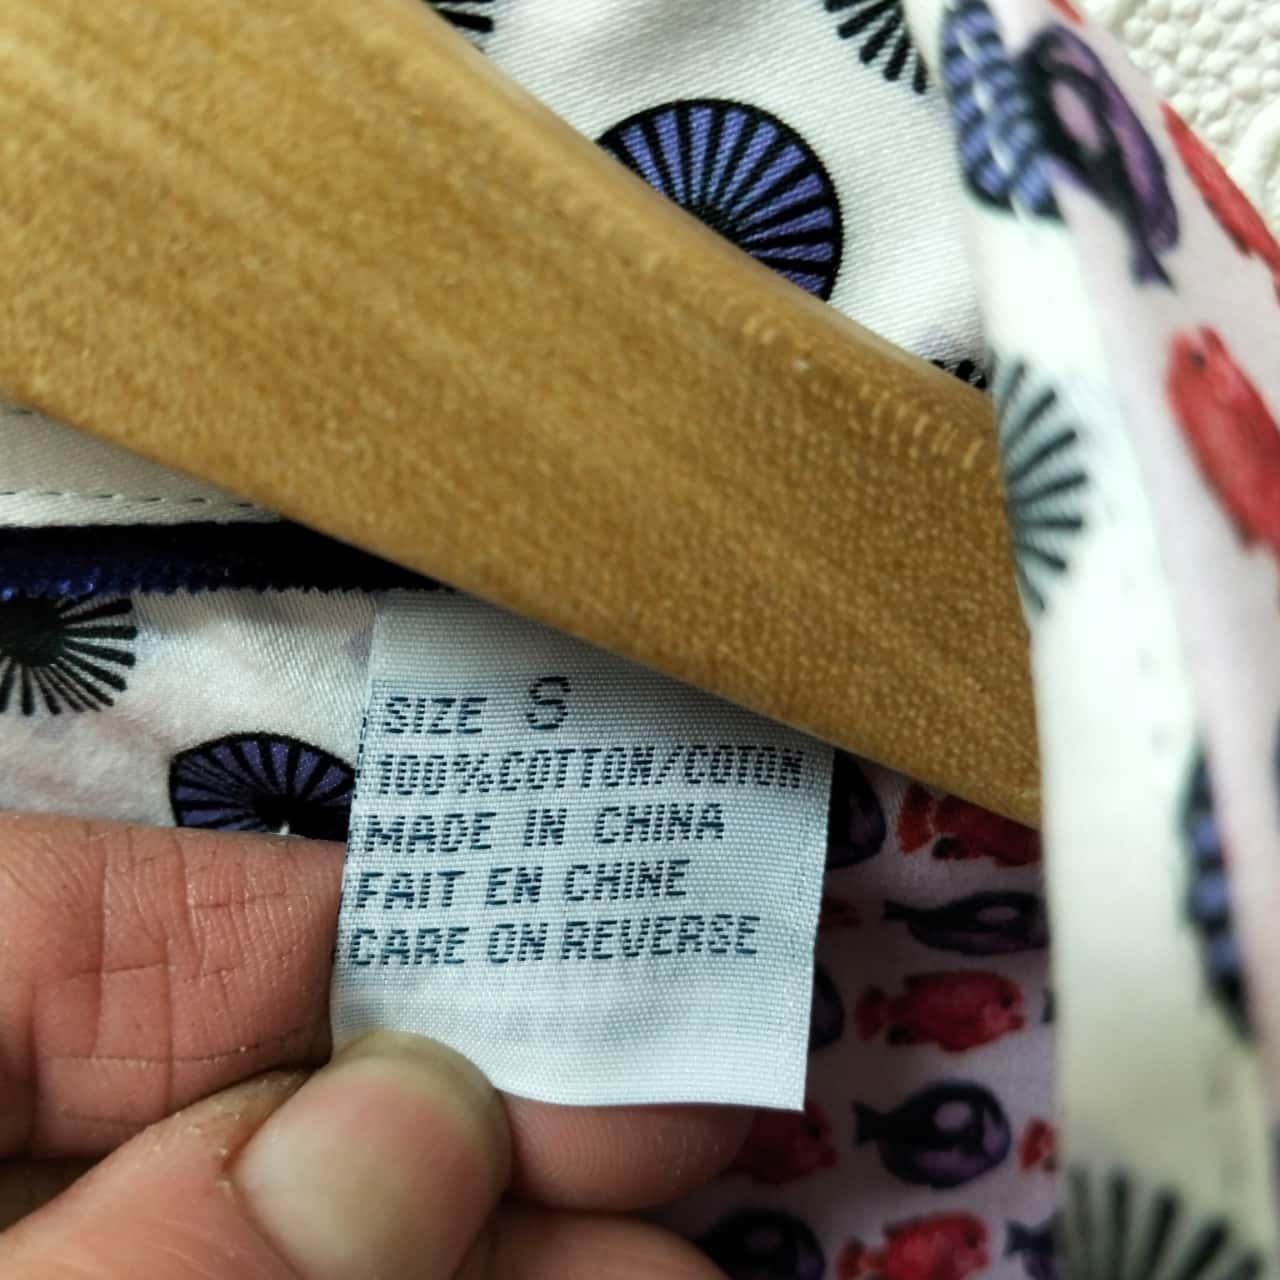 SIZE S
100%COTTON/COTON
MADE IN CHINA
FAIT EN CHINE
CARE ON REVERSE